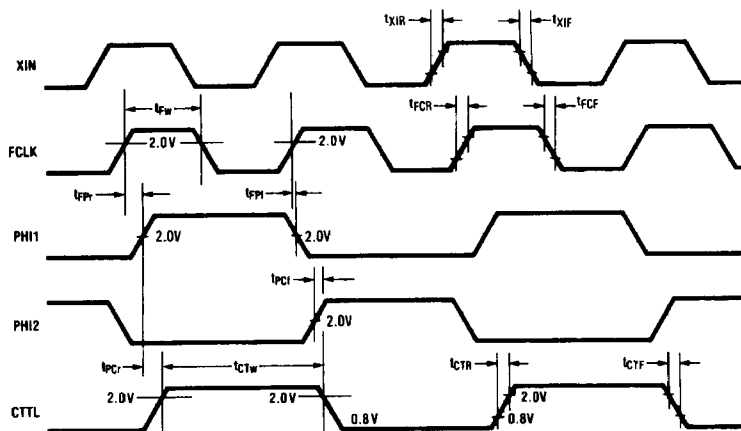 tXIR
tXIF
XIN
tFw
tFCR
tFCF
FCLK
2.0V
2.0V
tFPr
tFPf
PHI1
2.0V
2.0V
tPCf
PHI2
2.0V
tPCr
tCTw
tCTR
tCTF
CTTL
2.0V
2.0V
0.8V
2.0V
0.8V